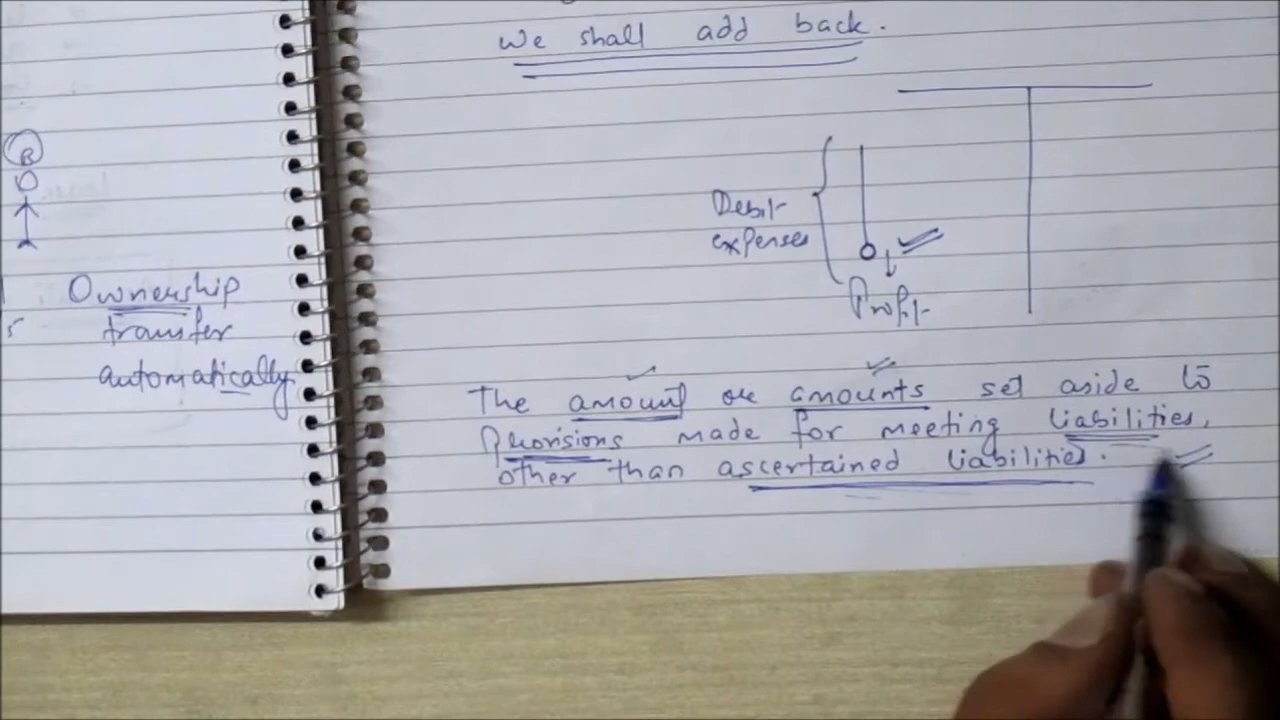 B
Ownership
transfer
automatically
We shall add back.
Debit
expenses
Profit
The amount or amounts set aside to
Provisions made for meeting liabilities,
other than ascertained liabilities.